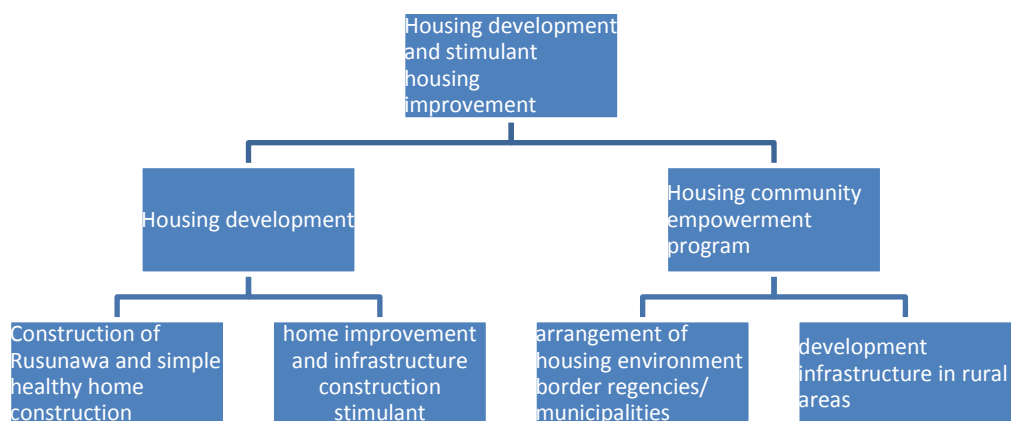 Housing development
and stimulant
housing
improvement
Housing development
Housing community
empowerment
program
Construction of
Rusunawa and simple
healthy home
construction
home improvement
and infrastructure
construction
stimulant
arrangement of
housing environment
border regencies/
municipalities
development
infrastructure in rural
areas